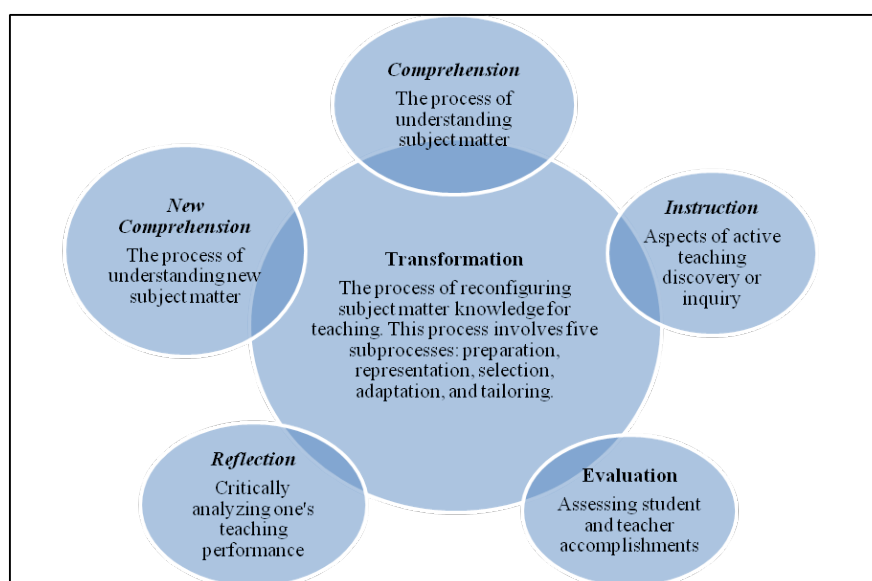 Comprehension
The process of
understanding
subject matter
New
Comprehension
The process of
understanding new
subject matter
Instruction
Aspects of active
teaching
discovery or
inquiry
Transformation
The process of reconfiguring
subject matter knowledge for
teaching. This process involves five
subprocesses: preparation,
representation, selection,
adaptation, and tailoring.
Reflection
Critically
analyzing one's
teaching
performance
Evaluation
Assessing student
and teacher
accomplishments